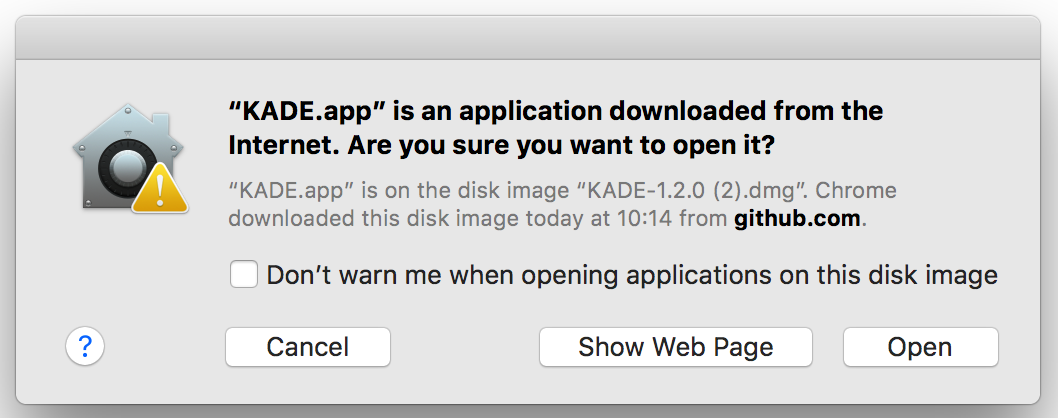 “KADE.app” is an application downloaded from the
Internet. Are you sure you want to open it?
“KADE.app” is on the disk image “KADE-1.2.0 (2).dmg”. Chrome
downloaded this disk image today at 10:14 from github.com.
Don’t warn me when opening applications on this disk image
?
Cancel
Show Web Page
Open